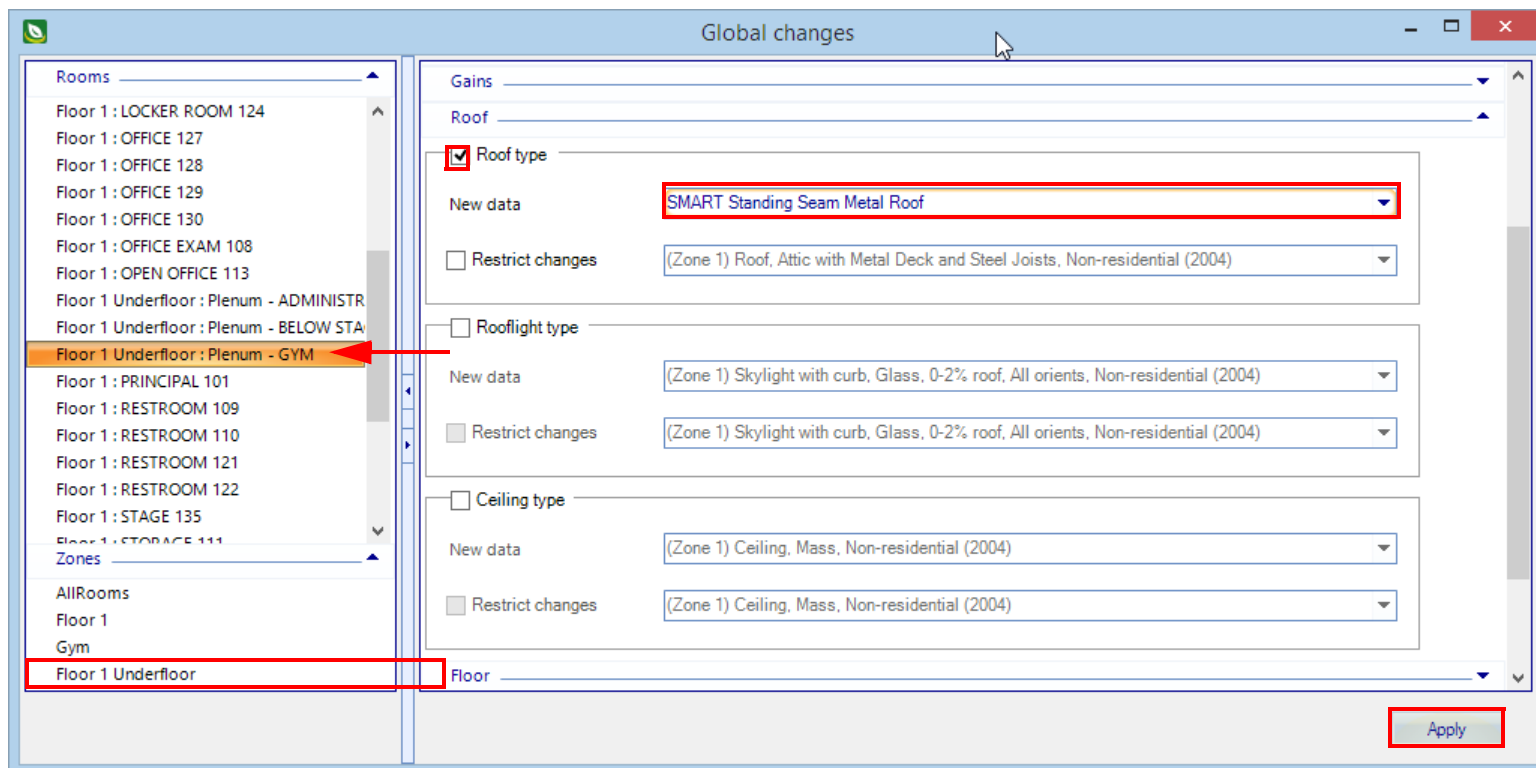 Global changes
Rooms
Floor 1 : LOCKER ROOM 124
Floor 1 : OFFICE 127
Floor 1 : OFFICE 128
Floor 1 : OFFICE 129
Floor 1 : OFFICE 130
Floor 1 : OFFICE EXAM 108
Floor 1 : OPEN OFFICE 113
Floor 1 Underfloor : Plenum - ADMINISTR
Floor 1 Underfloor : Plenum - BELOW STA
Floor 1 Underfloor : Plenum - GYM
Floor 1 : PRINCIPAL 101
Floor 1 : RESTROOM 109
Floor 1 : RESTROOM 110
Floor 1 : RESTROOM 121
Floor 1 : RESTROOM 122
Floor 1 : STAGE 135
Floor 1 : STORAGE 111
Zones
AllRooms
Floor 1
Gym
Floor 1 Underfloor
Gains
Roof
Roof type
New data SMART Standing Seam Metal Roof
Restrict changes (Zone 1) Roof, Attic with Metal Deck and Steel Joists, Non-residential (2004)
Rooflight type
New data (Zone 1) Skylight with curb, Glass, 0-2% roof, All orients, Non-residential (2004)
Restrict changes (Zone 1) Skylight with curb, Glass, 0-2% roof, All orients, Non-residential (2004)
Ceiling type
New data (Zone 1) Ceiling, Mass, Non-residential (2004)
Restrict changes (Zone 1) Ceiling, Mass, Non-residential (2004)
Floor
Apply